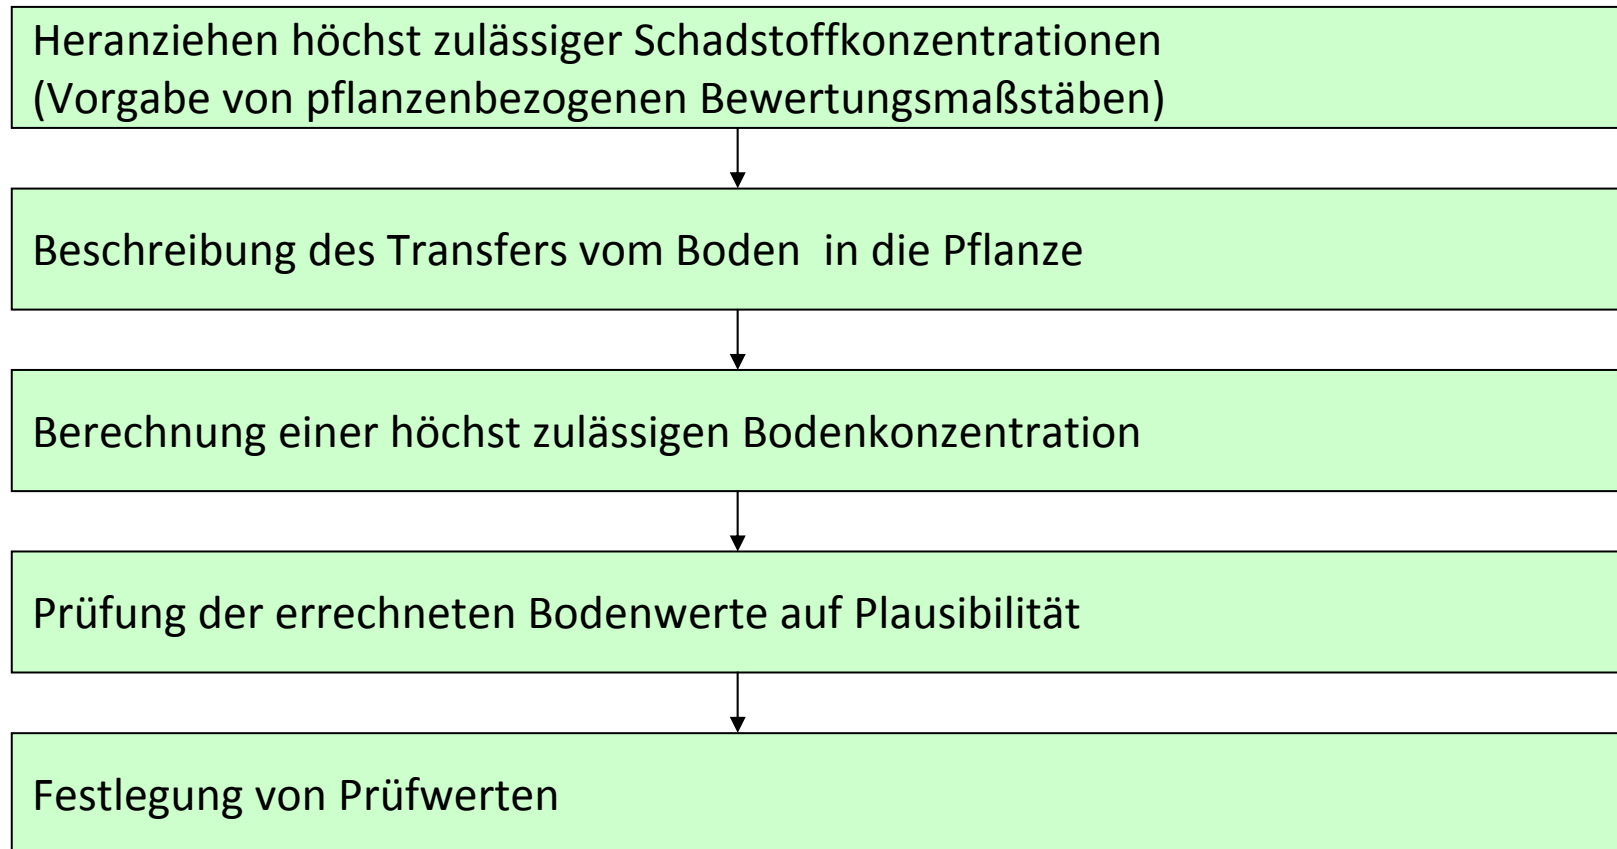 Heranziehen höchst zulässiger Schadstoffkonzentrationen
(Vorgabe von pflanzenbezogenen Bewertungsmaßstäben)
Beschreibung des Transfers vom Boden  in die Pflanze
Berechnung einer höchst zulässigen Bodenkonzentration
Prüfung der errechneten Bodenwerte auf Plausibilität
Festlegung von Prüfwerten